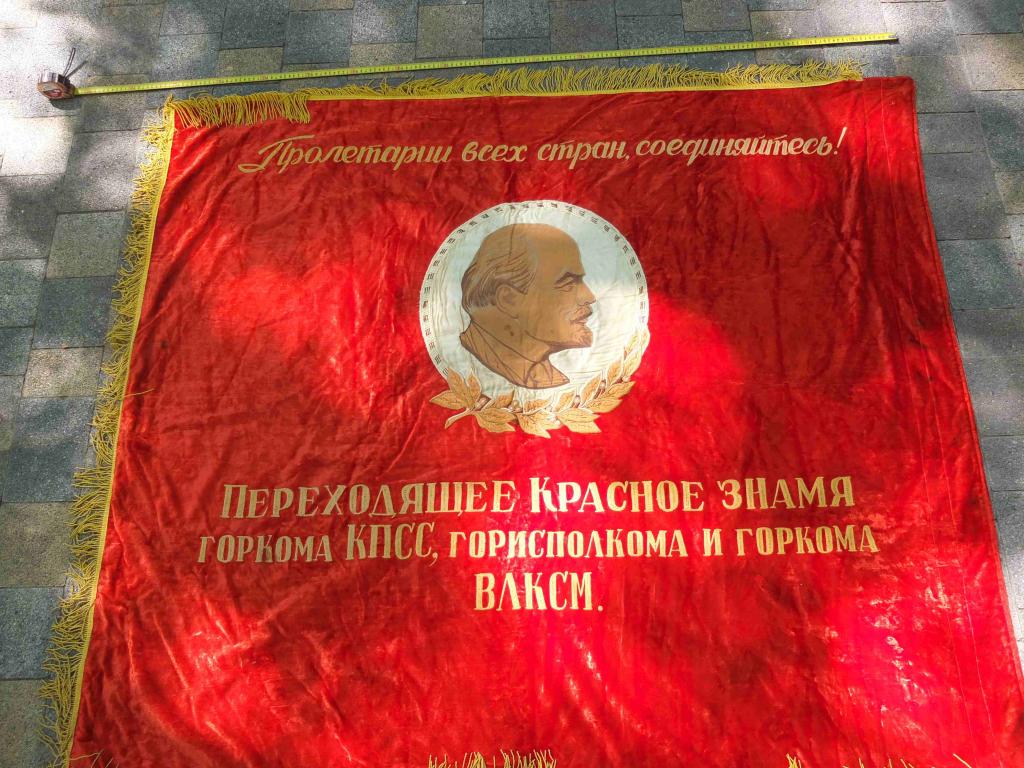 Пролетарии всех стран, соединяйтесь!
Переходящее Красное знамя
горкома КПСС, горисполкома и горкома
ВЛКСМ.